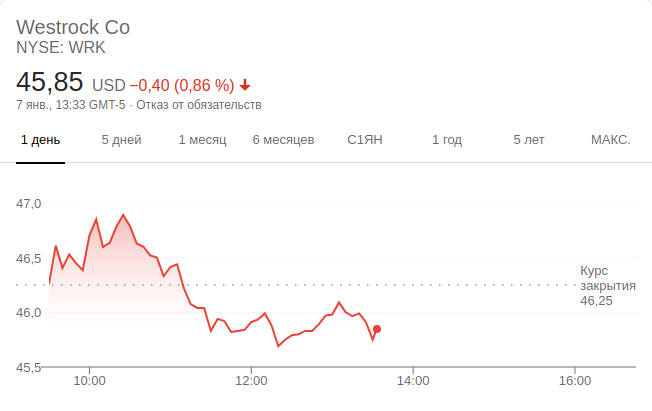 Westrock Co
NYSE: WRK
45,85 USD −0,40 (0,86 %)
7 янв., 13:33 GMT-5 · Отказ от обязательств
1 день 5 дней 1 месяц 6 месяцев С1ЯН 1 год 5 лет МАКС.
47,0
46,5
46,0
45,5
Курс
закрытия
46,25
10:00 12:00 14:00 16:00